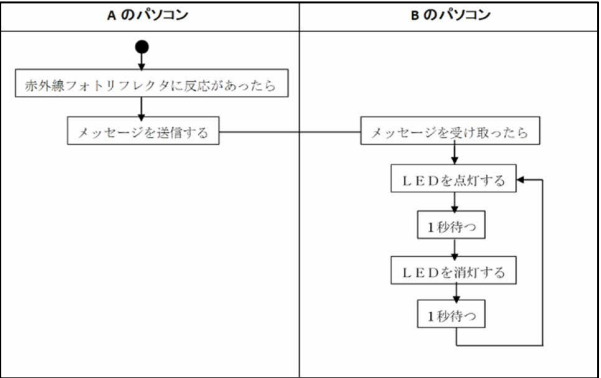 Aのパソコン
Bのパソコン
赤外線フォトリフレクタに反応があったら
メッセージを送信する
メッセージを受け取ったら
ＬＥＤを点灯する
１秒待つ
ＬＥＤを消灯する
１秒待つ